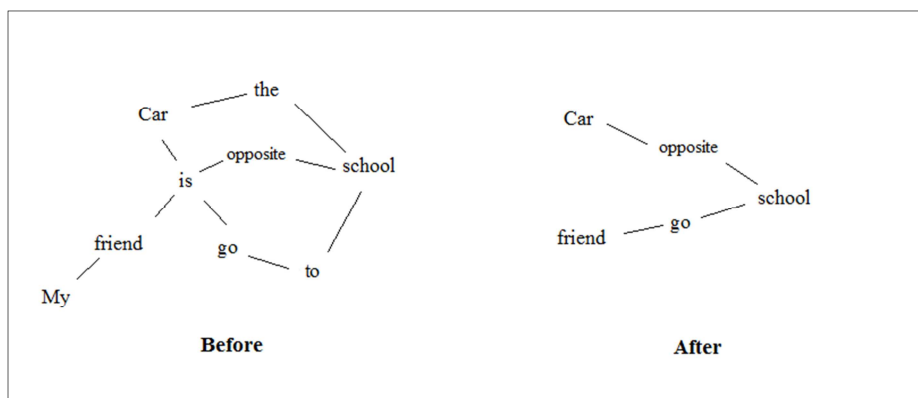 the
Car
opposite
school
is
friend
go
to
My
Before
Car
opposite
school
go
friend
After